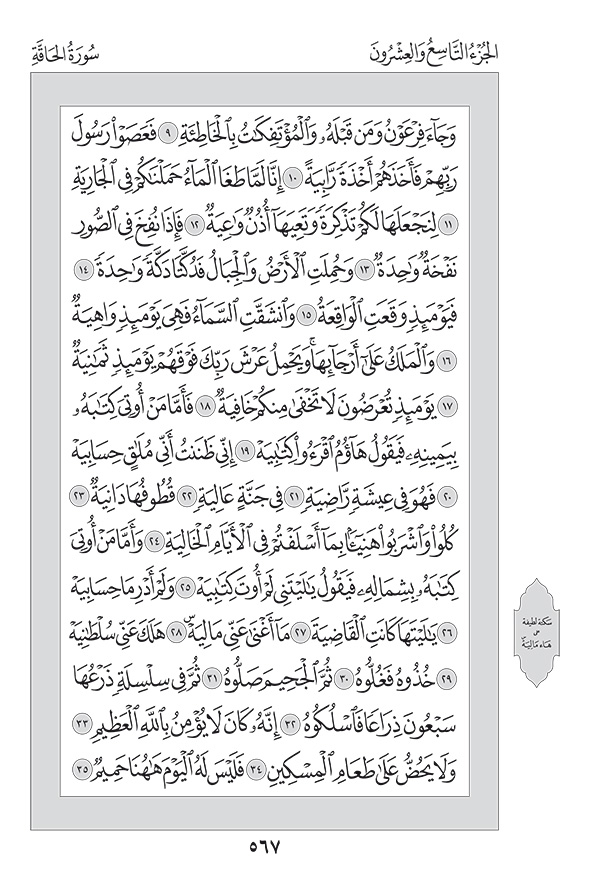 الجُزْءُ التَّاسِعُ وَالعِشْرُونَ
سُورَةُ الحَاقَّةِ
وَجَآءَ فِرْعَوْنُ وَمَن قَبْلَهُۥ وَٱلْمُؤْتَفِكَٰتُ بِٱلْخَاطِئَةِ ٩ فَعَصَوْا۟ رَسُولَ
رَبِّهِمْ فَأَخَذَهُمْ أَخْذَةً رَّابِيَةً ١٠ إِنَّا لَمَّا طَغَا ٱلْمَآءُ حَمَلْنَٰكُمْ فِى ٱلْجَارِيَةِ
١١ لِنَجْعَلَهَا لَكُمْ تَذْكِرَةً وَتَعِيَهَآ أُذُنٌ وَٰعِيَةٌ ١٢ فَإِذَا نُفِخَ فِى ٱلصُّورِ
نَفْخَةٌ وَٰحِدَةٌ ١٣ وَحُمِلَتِ ٱلْأَرْضُ وَٱلْجِبَالُ فَدُكَّتَا دَكَّةً وَٰحِدَةً ١٤
فَيَوْمَئِذٍ وَقَعَتِ ٱلْوَاقِعَةُ ١٥ وَٱنشَقَّتِ ٱلسَّمَآءُ فَهِىَ يَوْمَئِذٍ وَاهِيَةٌ
١٦ وَٱلْمَلَكُ عَلَىٰٓ أَرْجَآئِهَا ۚ وَيَحْمِلُ عَرْشَ رَبِّكَ فَوْقَهُمْ يَوْمَئِذٍ ثَمَٰنِيَةٌ
١٧ يَوْمَئِذٍ تُعْرَضُونَ لَا تَخْفَىٰ مِنكُمْ خَافِيَةٌ ١٨ فَأَمَّا مَنْ أُوتِىَ كِتَٰبَهُۥ
بِيَمِينِهِۦ فَيَقُولُ هَآؤُمُ ٱقْرَءُوا۟ كِتَٰبِيَهْ ١٩ إِنِّى ظَنَنتُ أَنِّى مُلَٰقٍ حِسَابِيَهْ
٢٠ فَهُوَ فِى عِيشَةٍ رَّاضِيَةٍ ٢١ فِى جَنَّةٍ عَالِيَةٍ ٢٢ قُطُوفُهَا دَانِيَةٌ ٢٣
كُلُوا۟ وَٱشْرَبُوا۟ هَنِيٓـًٔۢا بِمَآ أَسْلَفْتُمْ فِى ٱلْأَيَّامِ ٱلْخَالِيَةِ ٢٤ وَأَمَّا مَنْ أُوتِىَ
كِتَٰبَهُۥ بِشِمَالِهِۦ فَيَقُولُ يَٰلَيْتَنِى لَمْ أُوتَ كِتَٰبِيَهْ ٢٥ وَلَمْ أَدْرِ مَا حِسَابِيَهْ
٢٦ يَٰلَيْتَهَا كَانَتِ ٱلْقَاضِيَةَ ٢٧ مَآ أَغْنَىٰ عَنِّى مَالِيَهْ ۜ ٢٨ هَلَكَ عَنِّى سُلْطَٰنِيَهْ
٢٩ خُذُوهُ فَغُلُّوهُ ٣٠ ثُمَّ ٱلْجَحِيمَ صَلُّوهُ ٣١ ثُمَّ فِى سِلْسِلَةٍ ذَرْعُهَا
سَبْعُونَ ذِرَاعًا فَٱسْلُكُوهُ ٣٢ إِنَّهُۥ كَانَ لَا يُؤْمِنُ بِٱللَّهِ ٱلْعَظِيمِ ٣٣
وَلَا يَحُضُّ عَلَىٰ طَعَامِ ٱلْمِسْكِينِ ٣٤ فَلَيْسَ لَهُ ٱلْيَوْمَ هَٰهُنَا حَمِيمٌ ٣٥
سكتة لطيفة
على
هاء مَالِيَهْ
٥٦٧